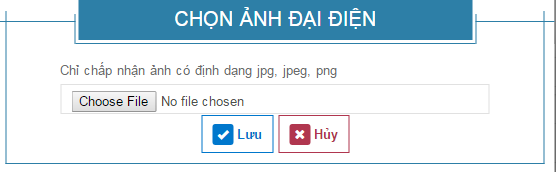 CHỌN ẢNH ĐẠI ĐIỆN
Chỉ chấp nhận ảnh có định dạng jpg, jpeg, png
Choose File No file chosen
Lưu Hủy